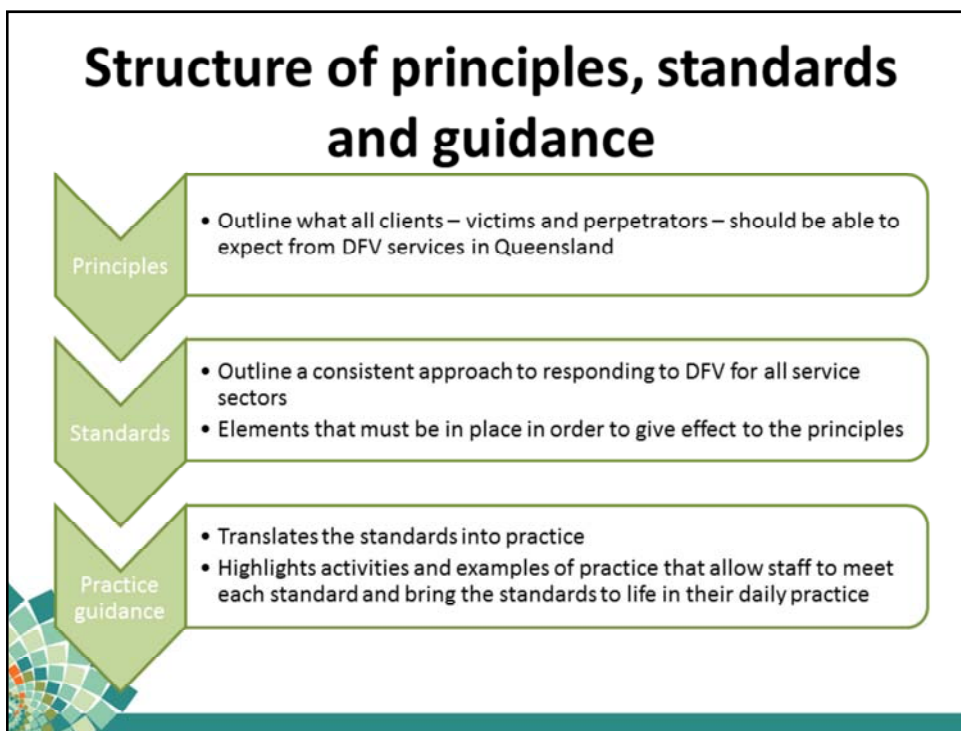 Structure of principles, standards
and guidance
Principles
• Outline what all clients – victims and perpetrators – should be able to
expect from DFV services in Queensland
Standards
• Outline a consistent approach to responding to DFV for all service
sectors
• Elements that must be in place in order to give effect to the principles
Practice
guidance
• Translates the standards into practice
• Highlights activities and examples of practice that allow staff to meet
each standard and bring the standards to life in their daily practice